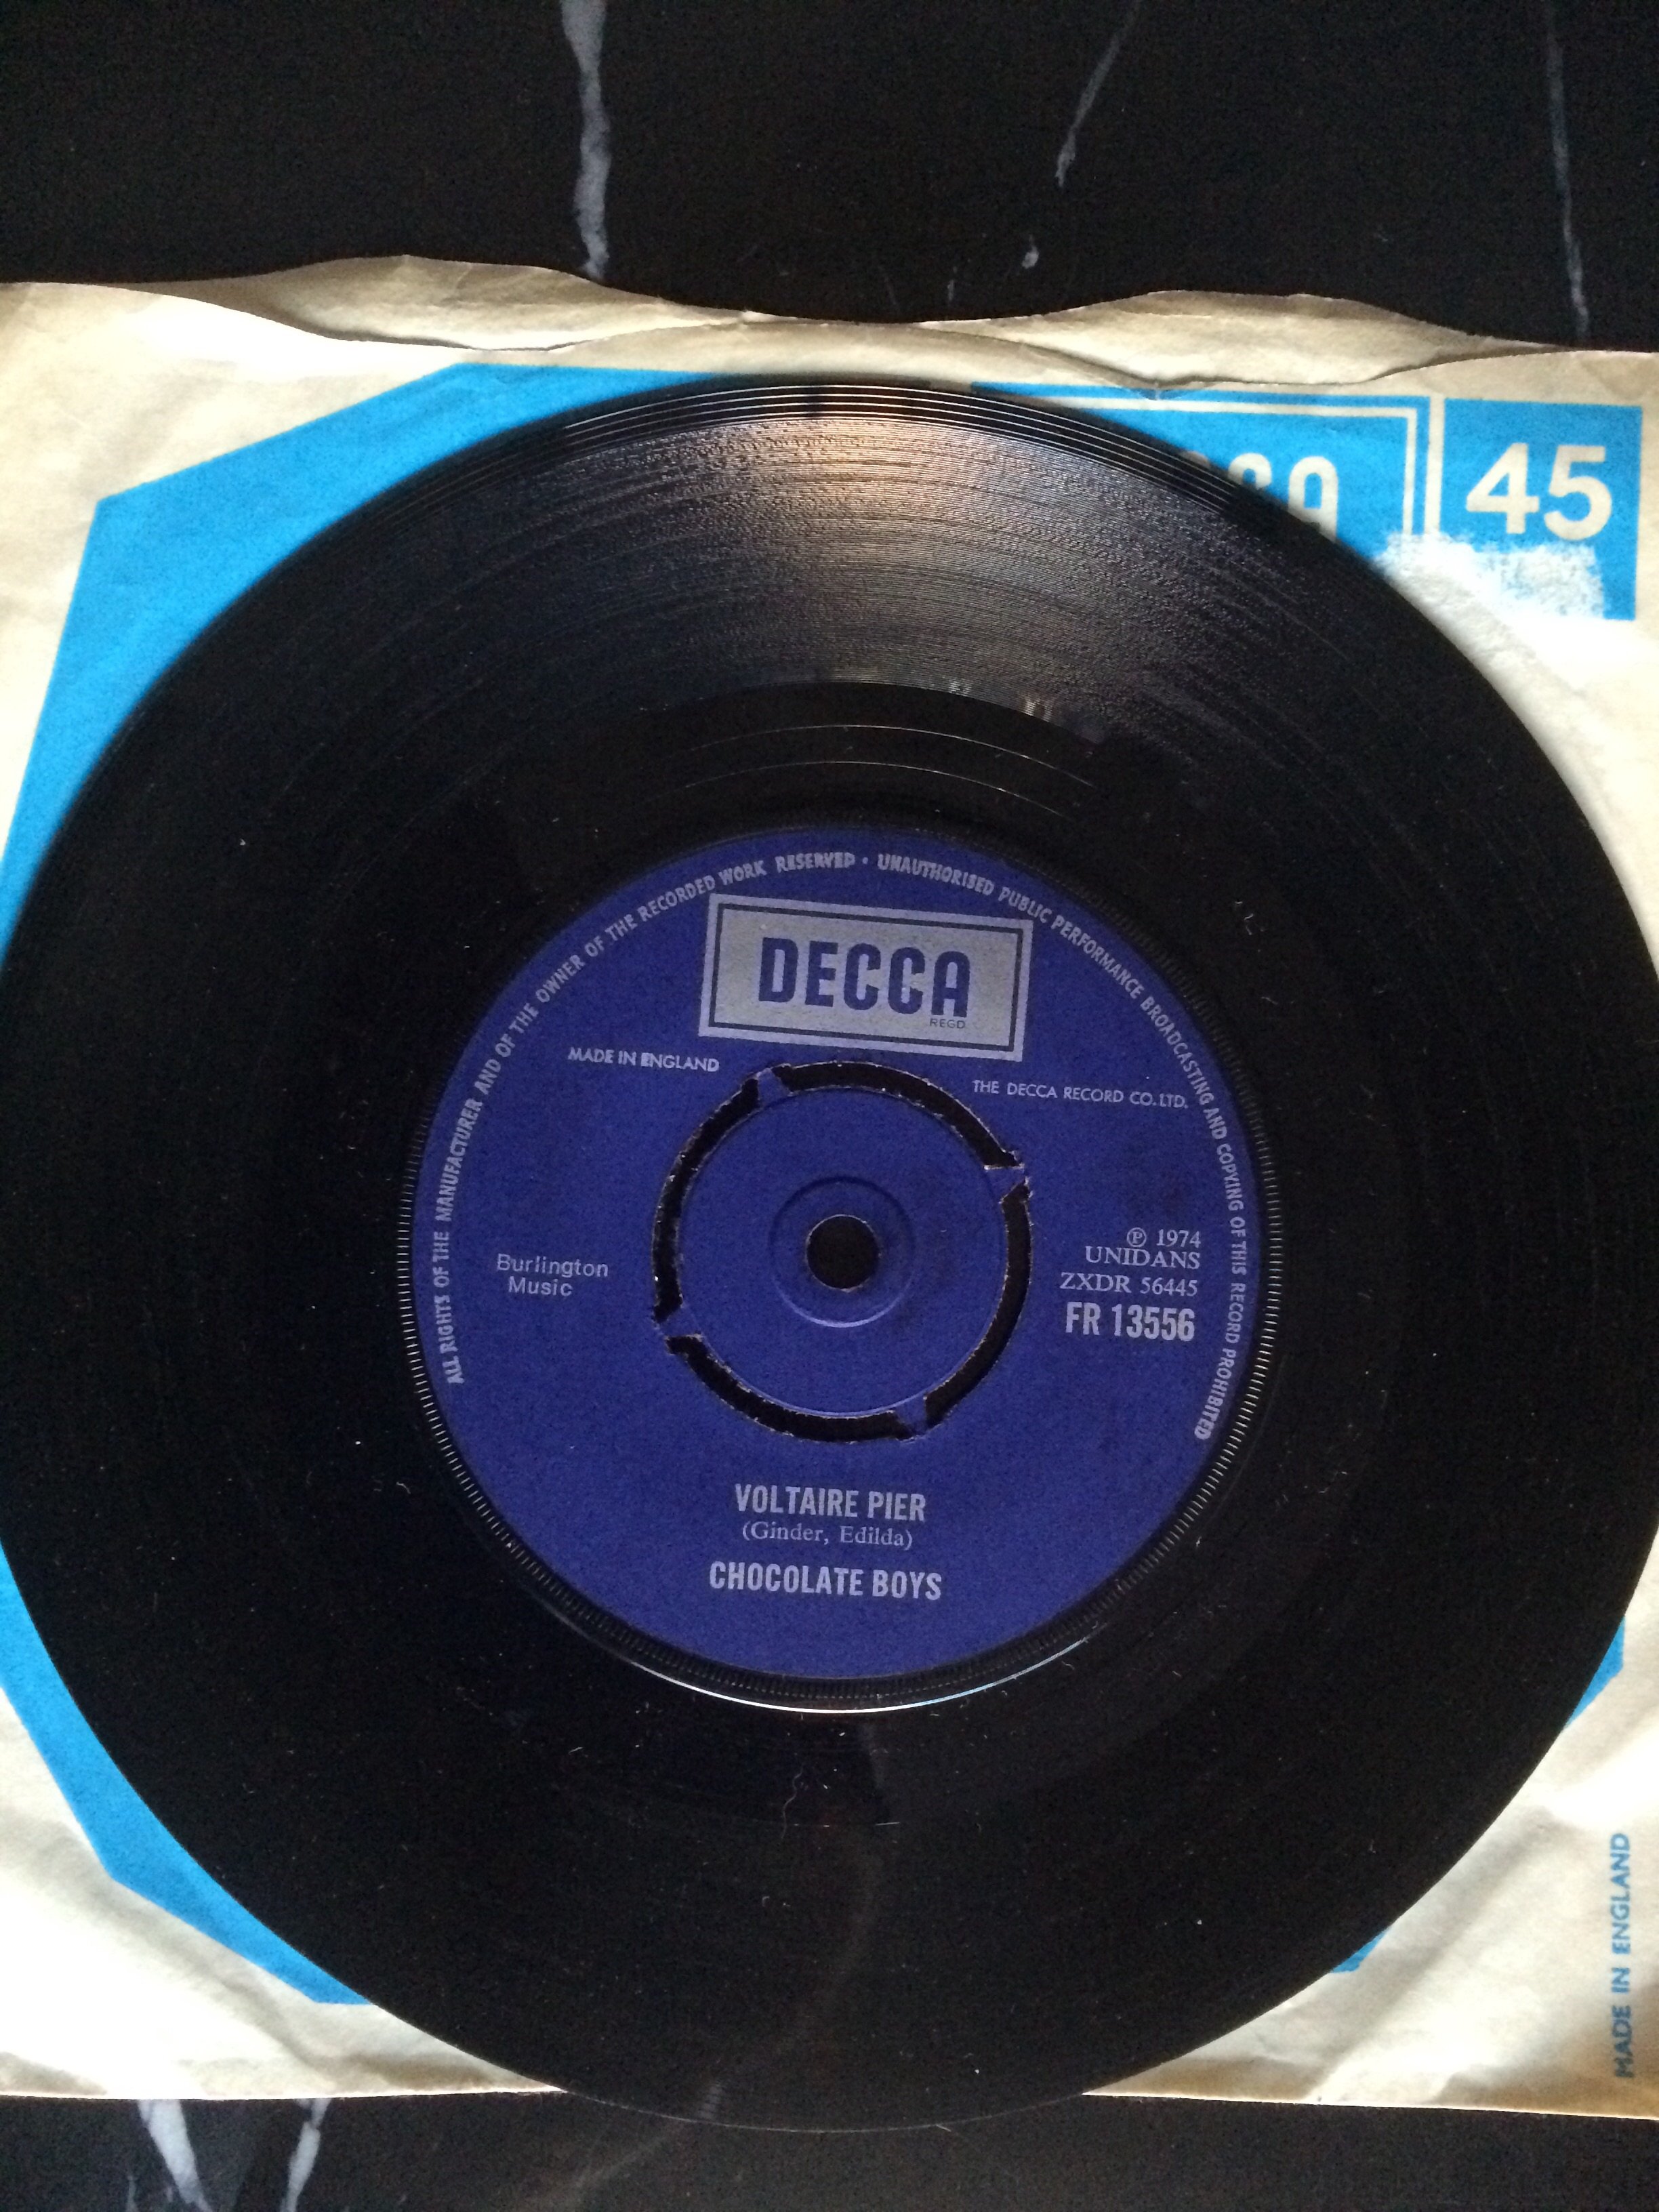 45
ALL RIGHTS OF THE MANUFACTURER AND OF THE OWNER OF THE RECORDED WORK RESERVED • UNAUTHORISED PUBLIC PERFORMANCE BROADCASTING AND COPYING OF THIS RECORD PROHIBITED
DECCA
REGD
MADE IN ENGLAND
THE DECCA RECORD CO. LTD.
Burlington
Music
℗ 1974
UNIDANS
ZXDR 56445
FR 13556
VOLTAIRE PIER
(Ginder, Edilda)
CHOCOLATE BOYS
MADE IN ENGLAND